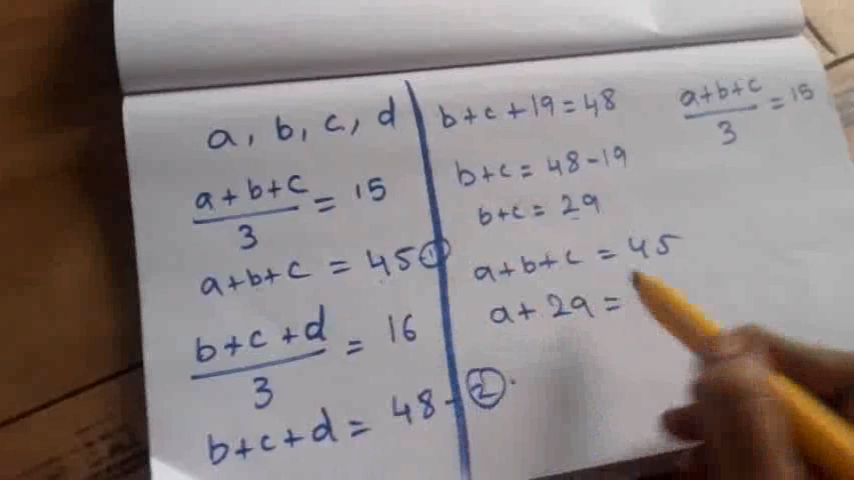 a, b, c, d
a+b+c
3
= 15
a+b+c = 45 ①
b+c+d
3
= 16
b+c+d = 48 - ②.
b+c+19=48
b+c=48-19
b+c=29
a+b+c=45
a+29=
a+b+c
3
=15